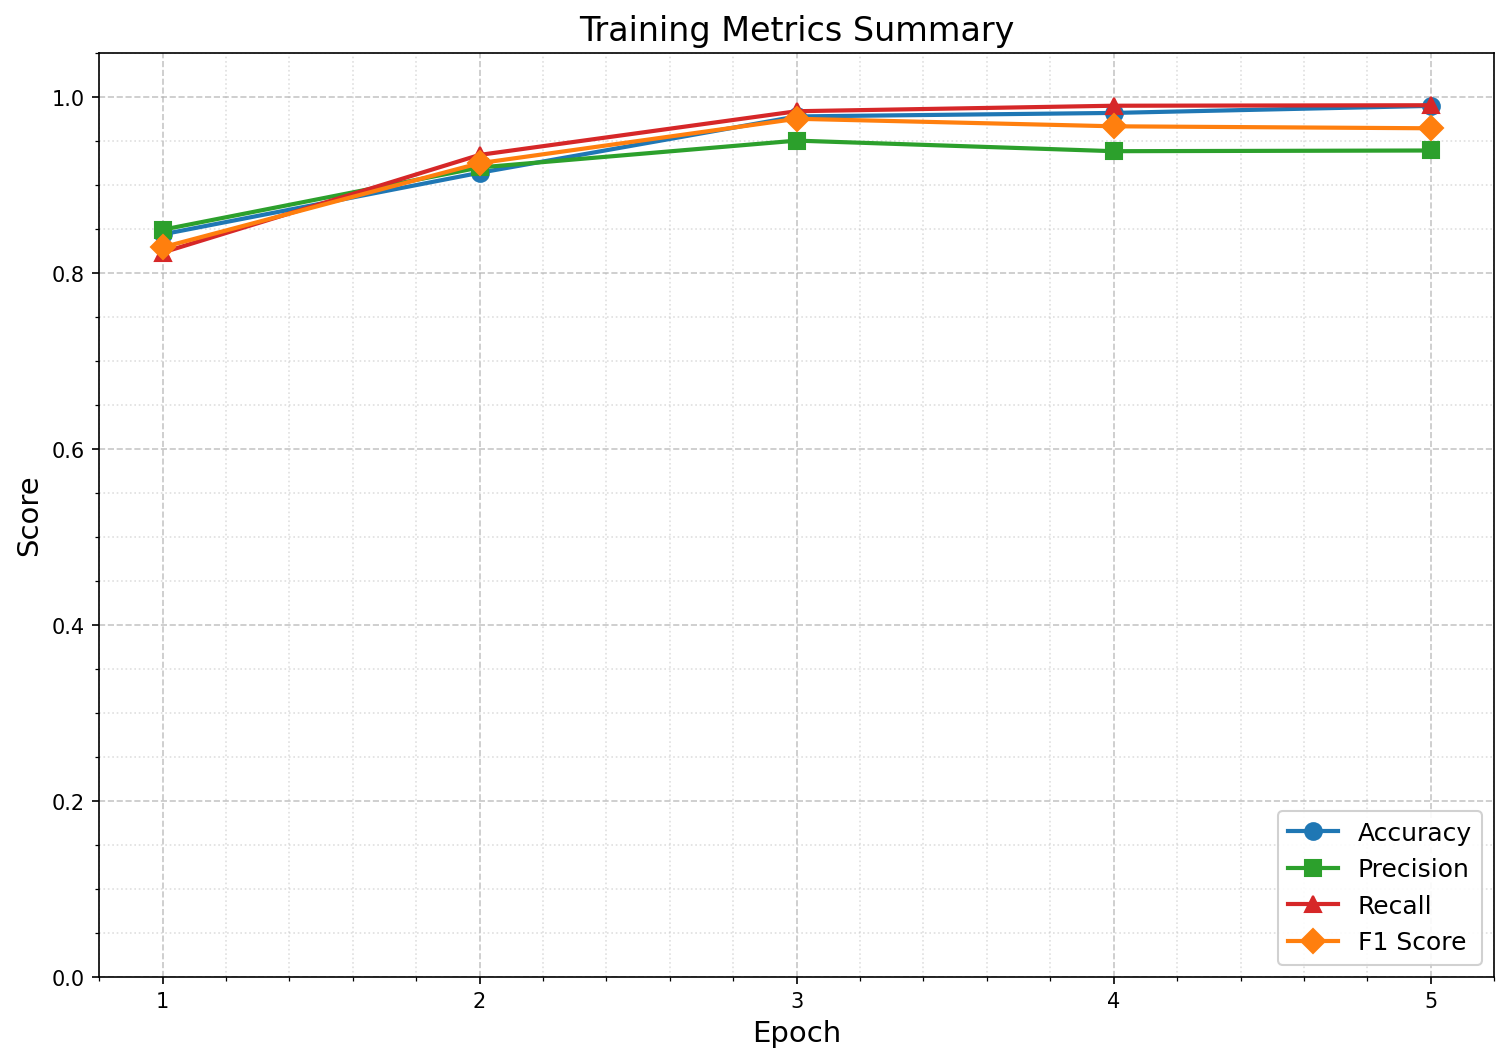 Training Metrics Summary
1.0
0.8
0.6
0.4
0.2
0.0
Score
1 2 3 4 5
Epoch
Accuracy
Precision
Recall
F1 Score